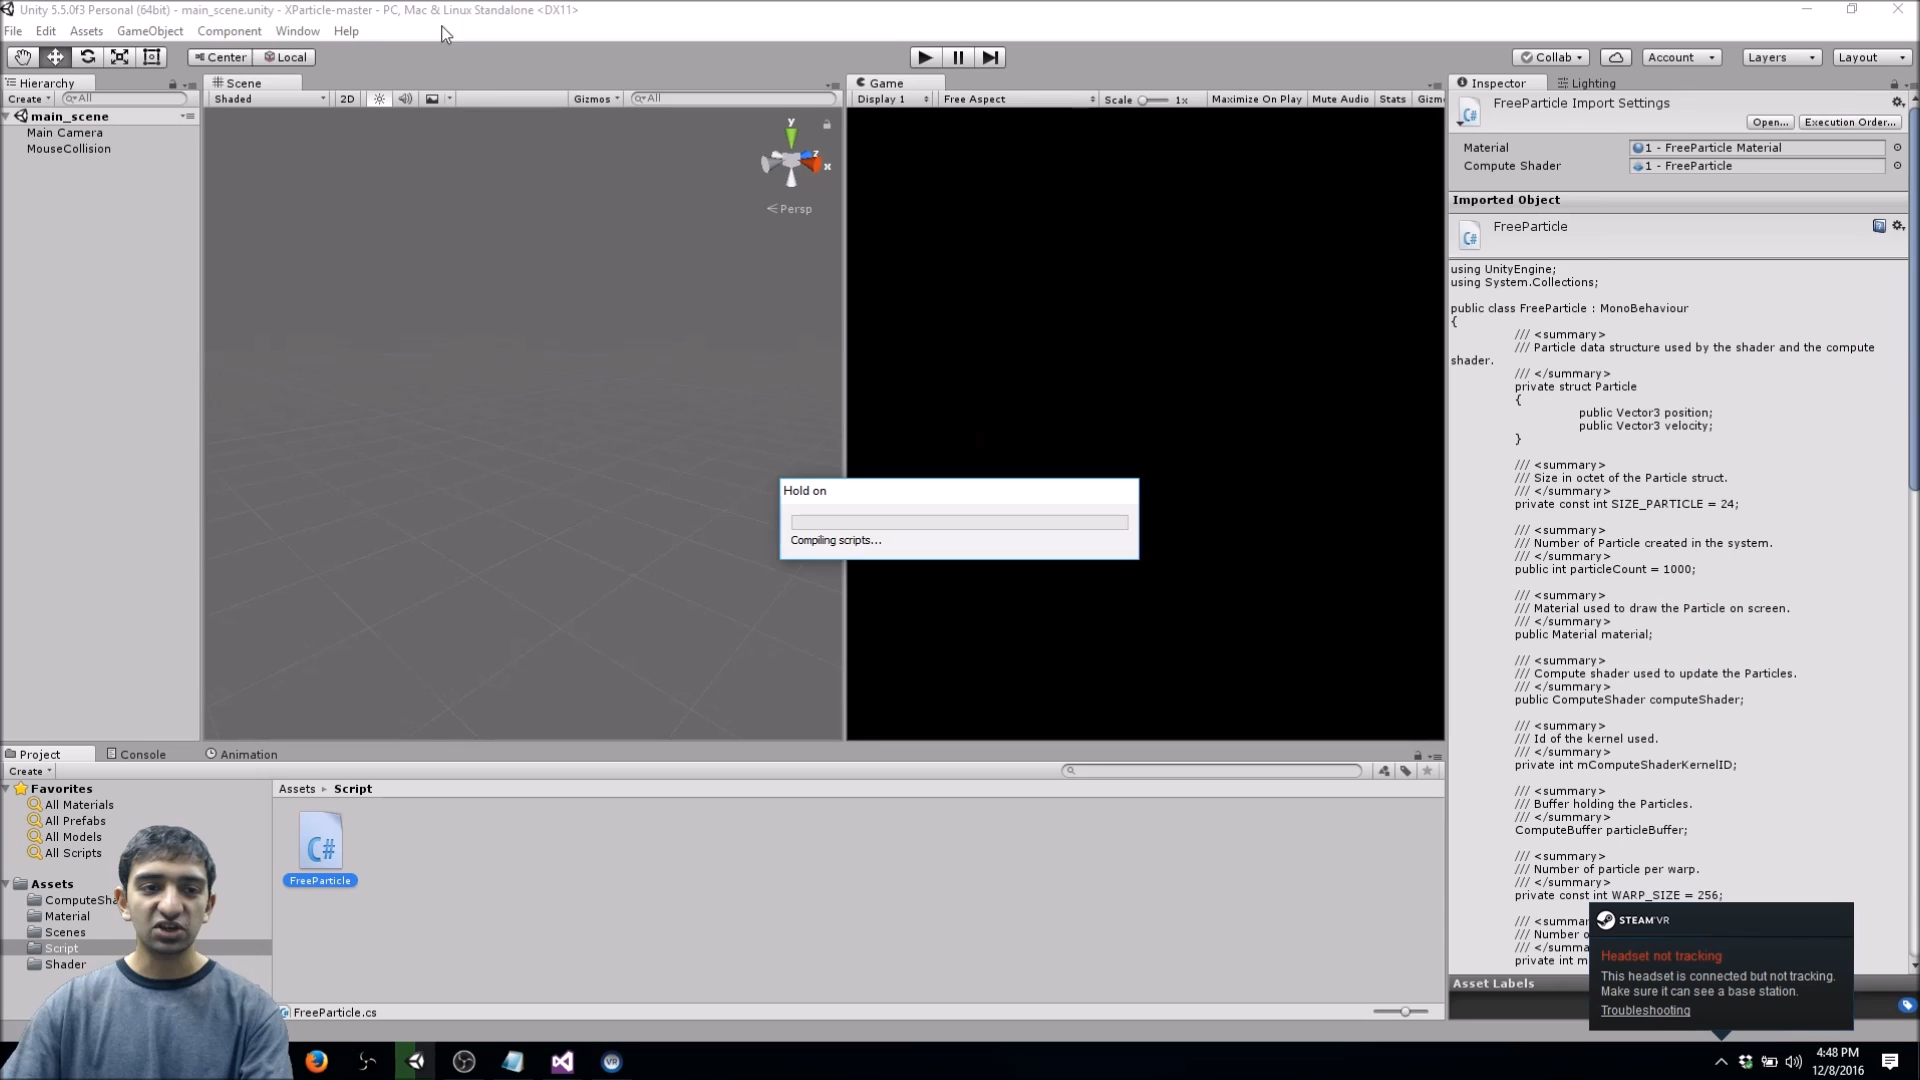 Unity 5.5.0f3 Personal (64bit) - main_scene.unity - XParticle-master - PC, Mac & Linux Standalone <DX11>
File Edit Assets GameObject Component Window Help
Center Local
Collab Account Layers Layout
Hierarchy
Create All
main_scene
Main Camera
MouseCollision
Scene
Shaded 2D Gizmos All
y
z
x
Persp
Game
Display 1 Free Aspect Scale 1x Maximize On Play Mute Audio Stats Gizm
Hold on
Compiling scripts...
Inspector Lighting
FreeParticle Import Settings
Open... Execution Order...
Material 1 - FreeParticle Material
Compute Shader 1 - FreeParticle
Imported Object
FreeParticle
C#
using UnityEngine;
using System.Collections;
public class FreeParticle : MonoBehaviour
{
/// <summary>
/// Particle data structure used by the shader and the compute
shader.
/// </summary>
private struct Particle
{
public Vector3 position;
public Vector3 velocity;
}
/// <summary>
/// Size in octet of the Particle struct.
/// </summary>
private const int SIZE_PARTICLE = 24;
/// <summary>
/// Number of Particle created in the system.
/// </summary>
public int particleCount = 1000;
/// <summary>
/// Material used to draw the Particle on screen.
/// </summary>
public Material material;
/// <summary>
/// Compute shader used to update the Particles.
/// </summary>
public ComputeShader computeShader;
/// <summary>
/// Id of the kernel used.
/// </summary>
private int mComputeShaderKernelID;
/// <summary>
/// Buffer holding the Particles.
/// </summary>
ComputeBuffer particleBuffer;
/// <summary>
/// Number of particle per warp.
/// </summary>
private const int WARP_SIZE = 256;
/// <summa
/// Number o
/// </summa
private int m
Asset Labels
STEAM VR
Headset not tracking
This headset is connected but not tracking.
Make sure it can see a base station.
Troubleshooting
Project Console Animation
Create
Favorites
All Materials
All Prefabs
All Models
All Scripts
Assets
ComputeSha
Material
Scenes
Script
Shader
Assets Script
C#
FreeParticle
FreeParticle.cs
VR
4:48 PM
12/8/2016